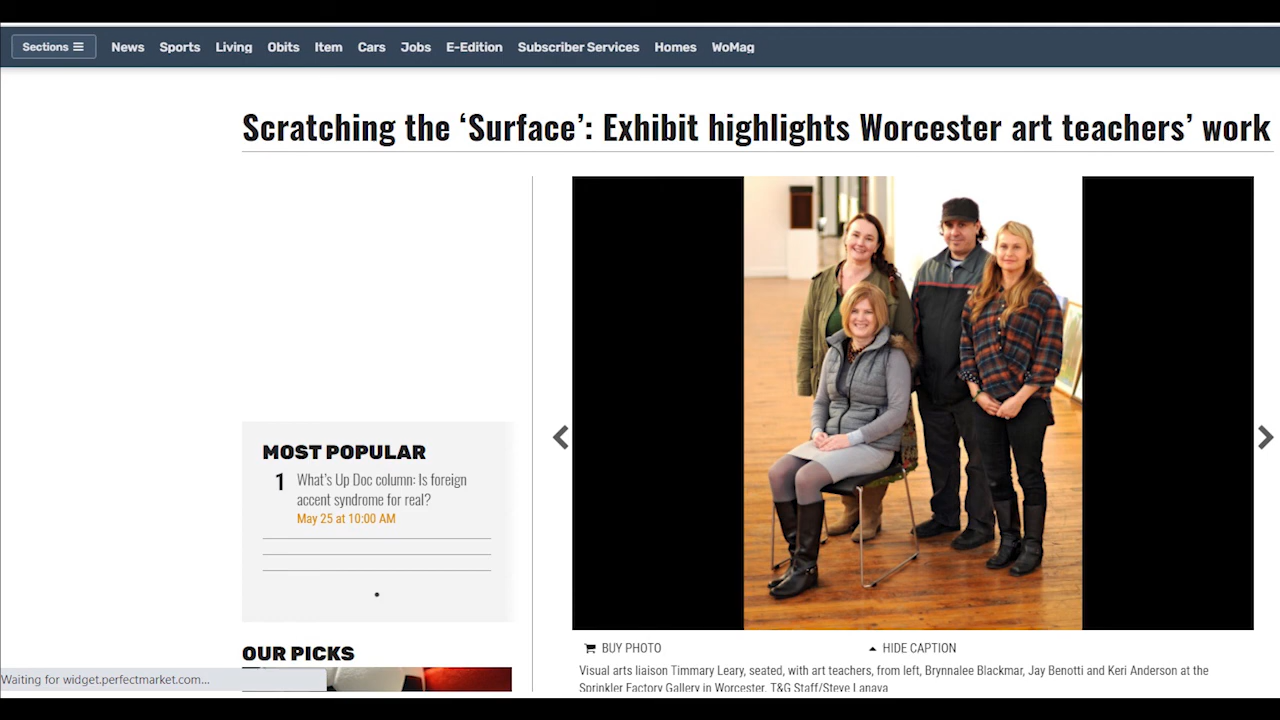 Sections
News Sports Living Obits Item Cars Jobs E-Edition Subscriber Services Homes WoMag
Scratching the ‘Surface’: Exhibit highlights Worcester art teachers’ work
MOST POPULAR
1 What’s Up Doc column: Is foreign
accent syndrome for real?
May 25 at 10:00 AM
OUR PICKS
BUY PHOTO
HIDE CAPTION
Visual arts liaison Timmary Leary, seated, with art teachers, from left, Brynnalee Blackmar, Jay Benotti and Keri Anderson at the
Sprinkler Factory Gallery in Worcester. T&G Staff/Steve Lanava
Waiting for widget.perfectmarket.com...